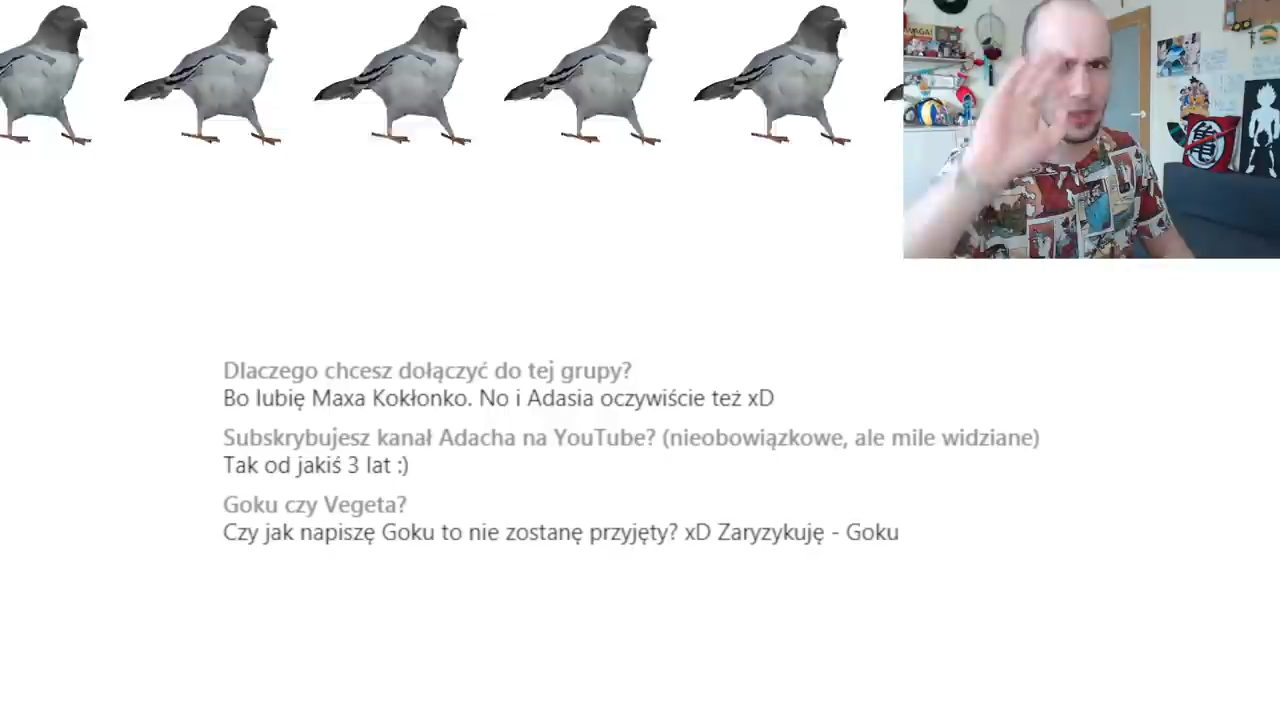 Dlaczego chcesz dołączyć do tej grupy?
Bo lubię Maxa Kokłonko. No i Adasia oczywiście też xD
Subskrybujesz kanał Adacha na YouTube? (nieobowiązkowe, ale mile widziane)
Tak od jakiś 3 lat :)
Goku czy Vegeta?
Czy jak napiszę Goku to nie zostanę przyjęty? xD Zaryzykuję - Goku
亀